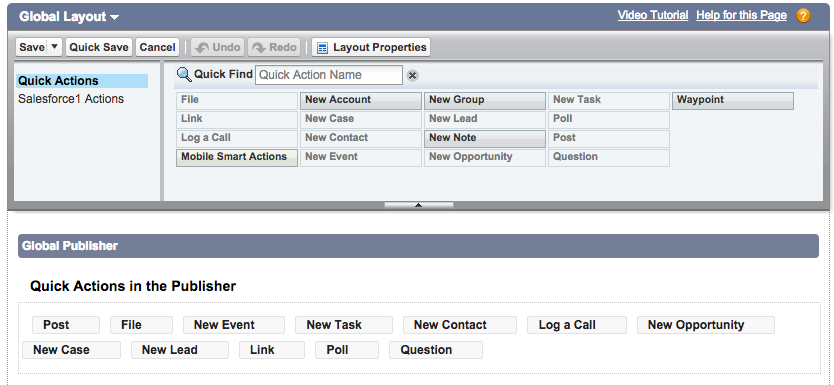 Global Layout Video Tutorial Help for this Page ?
Save Quick Save Cancel Undo Redo Layout Properties
Quick Actions
Salesforce1 Actions
Quick Find Quick Action Name
File New Account New Group New Task Waypoint
Link New Case New Lead Poll
Log a Call New Contact New Note Post
Mobile Smart Actions New Event New Opportunity Question
Global Publisher
Quick Actions in the Publisher
Post File New Event New Task New Contact Log a Call New Opportunity
New Case New Lead Link Poll Question